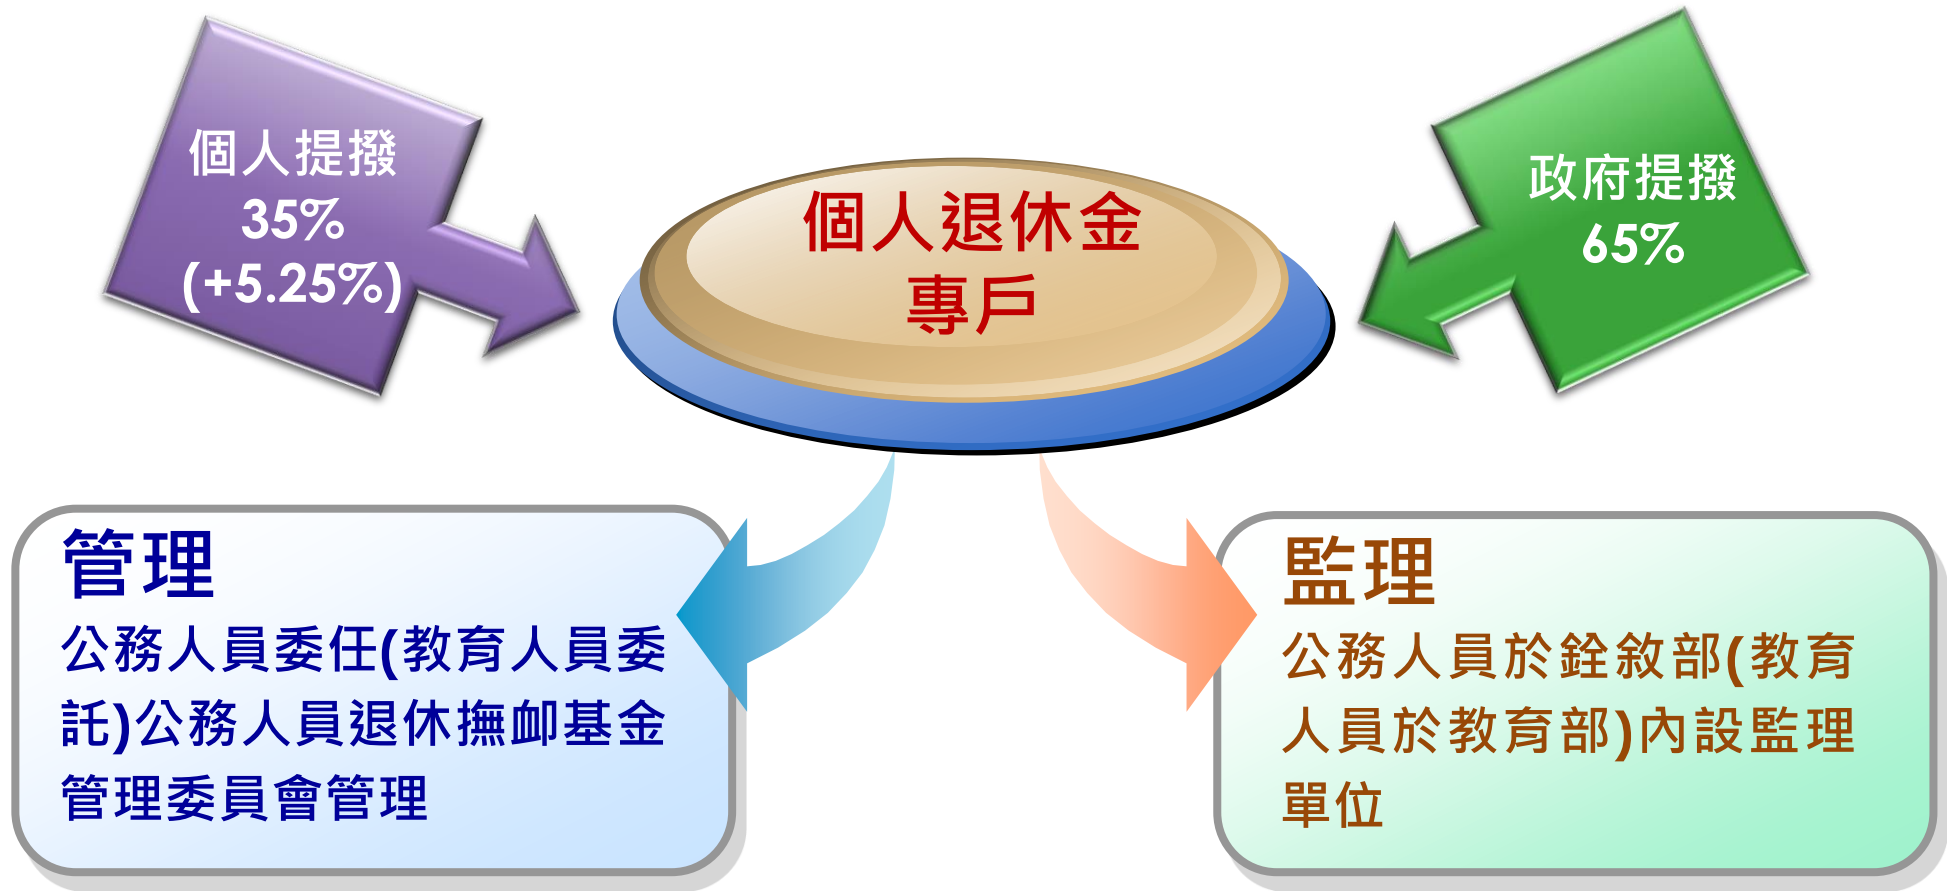 個人提撥
35%
(+5.25%)
個人退休金
專戶
政府提撥
65%
管理
公務人員委任(教育人員委
託)公務人員退休撫卹基金
管理委員會管理
監理
公務人員於銓敘部(教育
人員於教育部)內設監理
單位